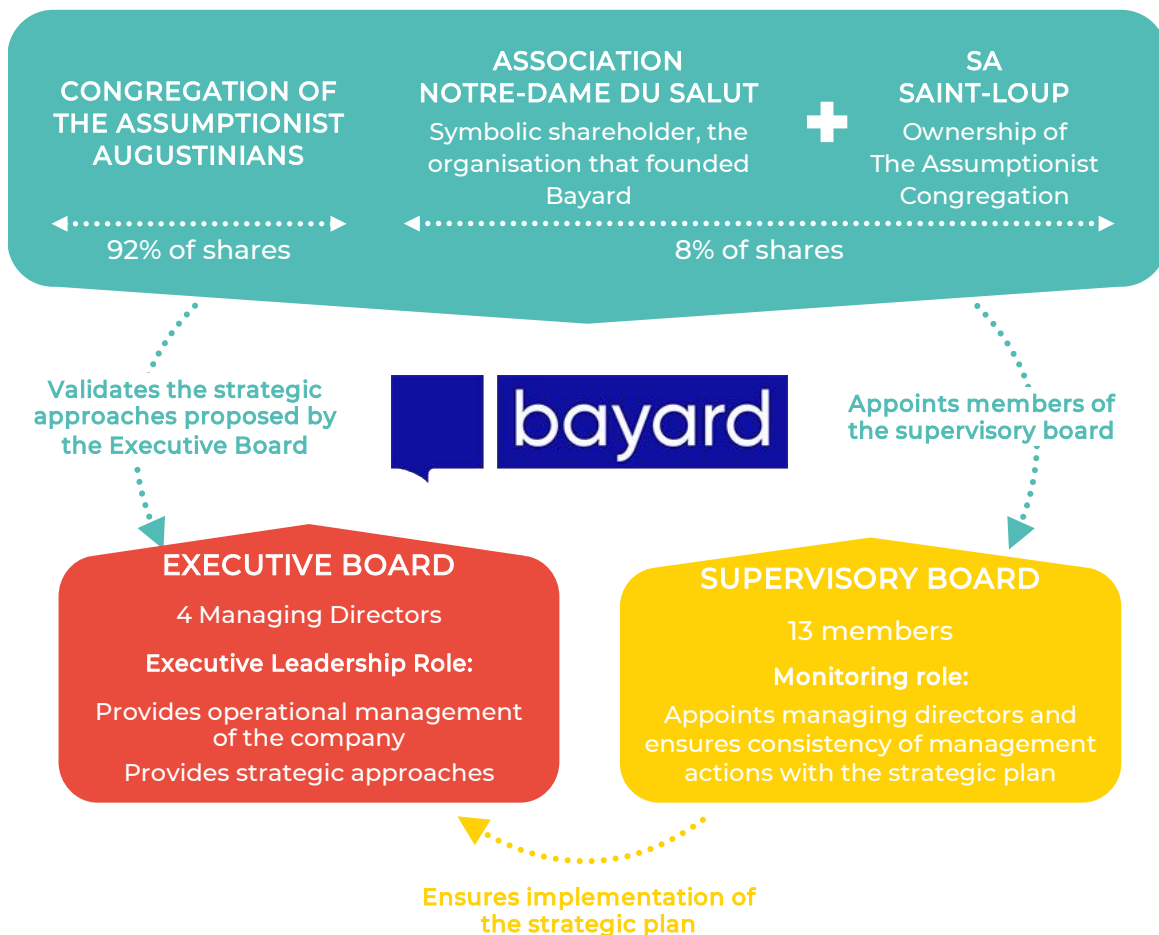 CONGREGATION OF
THE ASSUMPTIONIST
AUGUSTINIANS
92% of shares
ASSOCIATION
NOTRE-DAME DU SALUT
Symbolic shareholder, the
organisation that founded
Bayard
SA
SAINT-LOUP
Ownership of
The Assumptionist
Congregation
8% of shares
Validates the strategic
approaches proposed by
the Executive Board
bayard
Appoints members of
the supervisory board
EXECUTIVE BOARD
4 Managing Directors
Executive Leadership Role:
Provides operational management
of the company
Provides strategic approaches
SUPERVISORY BOARD
13 members
Monitoring role:
Appoints managing directors and
ensures consistency of management
actions with the strategic plan
Ensures implementation of
the strategic plan